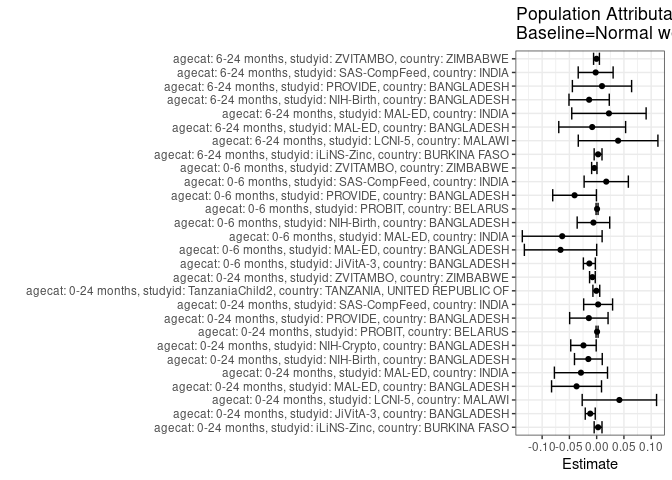 Population Attributa
Baseline=Normal w
agecat: 6-24 months, studyid: ZVITAMBO, country: ZIMBABWE
agecat: 6-24 months, studyid: SAS-CompFeed, country: INDIA
agecat: 6-24 months, studyid: PROVIDE, country: BANGLADESH
agecat: 6-24 months, studyid: NIH-Birth, country: BANGLADESH
agecat: 6-24 months, studyid: MAL-ED, country: INDIA
agecat: 6-24 months, studyid: MAL-ED, country: BANGLADESH
agecat: 6-24 months, studyid: LCNI-5, country: MALAWI
agecat: 6-24 months, studyid: iLiNS-Zinc, country: BURKINA FASO
agecat: 0-6 months, studyid: ZVITAMBO, country: ZIMBABWE
agecat: 0-6 months, studyid: SAS-CompFeed, country: INDIA
agecat: 0-6 months, studyid: PROVIDE, country: BANGLADESH
agecat: 0-6 months, studyid: PROBIT, country: BELARUS
agecat: 0-6 months, studyid: NIH-Birth, country: BANGLADESH
agecat: 0-6 months, studyid: MAL-ED, country: INDIA
agecat: 0-6 months, studyid: MAL-ED, country: BANGLADESH
agecat: 0-6 months, studyid: JiVitA-3, country: BANGLADESH
agecat: 0-24 months, studyid: ZVITAMBO, country: ZIMBABWE
agecat: 0-24 months, studyid: TanzaniaChild2, country: TANZANIA, UNITED REPUBLIC OF
agecat: 0-24 months, studyid: SAS-CompFeed, country: INDIA
agecat: 0-24 months, studyid: PROVIDE, country: BANGLADESH
agecat: 0-24 months, studyid: PROBIT, country: BELARUS
agecat: 0-24 months, studyid: NIH-Crypto, country: BANGLADESH
agecat: 0-24 months, studyid: NIH-Birth, country: BANGLADESH
agecat: 0-24 months, studyid: MAL-ED, country: INDIA
agecat: 0-24 months, studyid: MAL-ED, country: BANGLADESH
agecat: 0-24 months, studyid: LCNI-5, country: MALAWI
agecat: 0-24 months, studyid: JiVitA-3, country: BANGLADESH
agecat: 0-24 months, studyid: iLiNS-Zinc, country: BURKINA FASO
-0.10 -0.05 0.00 0.05 0.10
Estimate